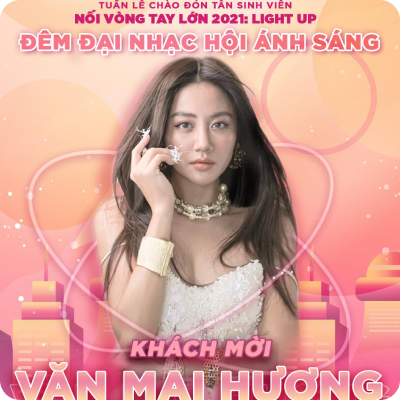 TUẦN LỄ CHÀO ĐÓN TÂN SINH VIÊN
NỐI VÒNG TAY LỚN 2021: LIGHT UP
ĐÊM ĐẠI NHẠC HỘI ÁNH SÁNG
KHÁCH MỜI
VĂN MAI HƯƠNG